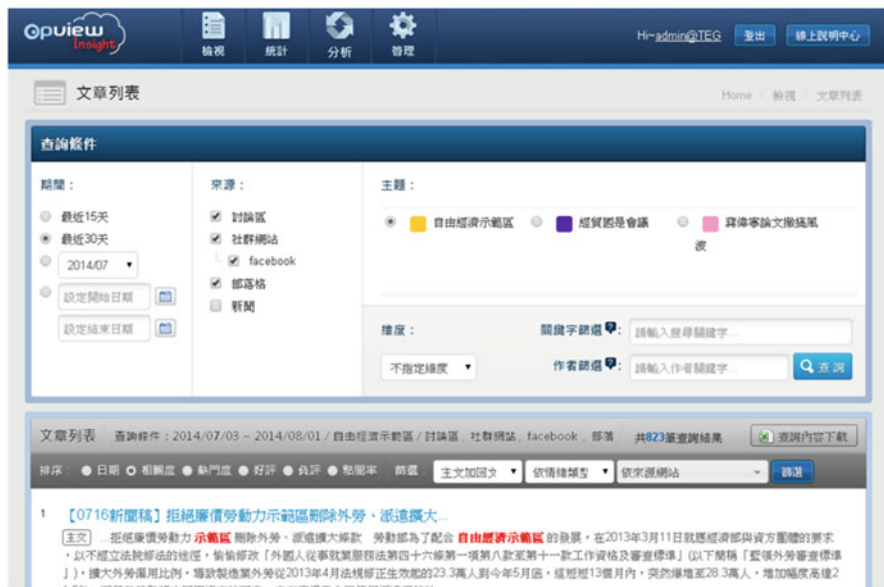 Opview
Insight
檢視
統計
分析
管理
Hi~admin@TEG
登出
線上說明中心
文章列表
Home / 檢視 / 文章列表
查詢條件
期間：
最近15天
最近30天
2014/07
設定開始日期
設定結束日期
來源：
討論區
社群網站
facebook
部落格
新聞
主題：
自由經濟示範區
經貿國是會議
蔣偉寧論文撤稿風
波
維度：
不指定維度
關鍵字篩選?：
請輸入搜尋關鍵字...
作者篩選?：
請輸入作者關鍵字...
查詢
文章列表 查詢條件：2014/07/03 ~ 2014/08/01 / 自由經濟示範區 / 討論區, 社群網站, facebook , 部落 共823筆查詢結果 查詢內容下載
排序： 日期 相關度 熱門度 好評 負評 點閱率 篩選： 主文加回文 依情緒類型 依來源網站 篩選
1 【0716新聞稿】拒絕廉價勞動力示範區刪除外勞、派遣擴大...
主文 ...拒絕廉價勞動力 示範區 刪除外勞、派遣擴大條款 勞動部為了配合 自由經濟示範區 的發展，在2013年3月11日就應經濟部與資方團體的要求
，以不經立法院修法的途徑，偷偷修改「外國人從事就業服務法第四十六條第一項第八款至第十一款工作資格及審查標準」(以下簡稱「藍領外勞審查標準
」)，擴大外勞僱用比例，導致製造業外勞從2013年4月法規修正生效起的23.3萬人到今年5月底，短短13個月內，突然爆增至28.3萬人，增加幅度高達2